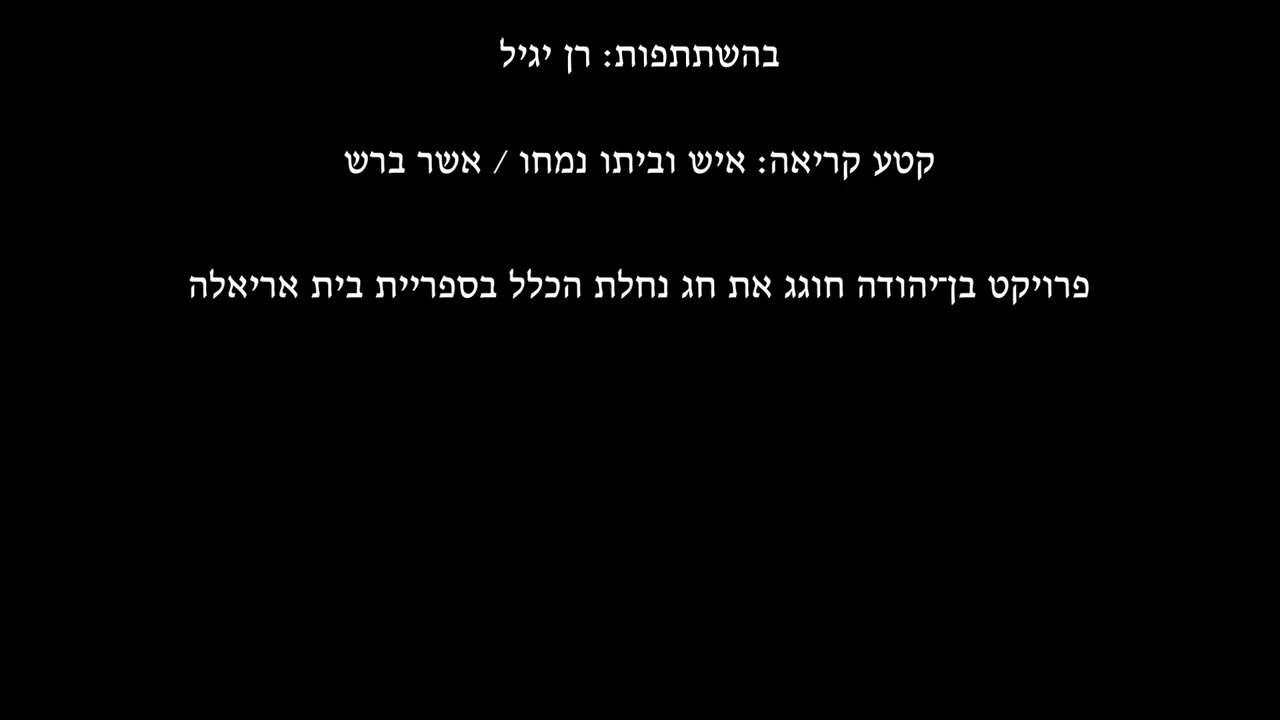 בהשתתפות: רן יגיל
קטע קריאה: איש וביתו נמחו / אשר ברש
פרויקט בן־יהודה חוגג את חג נחלת הכלל בספריית בית אריאלה